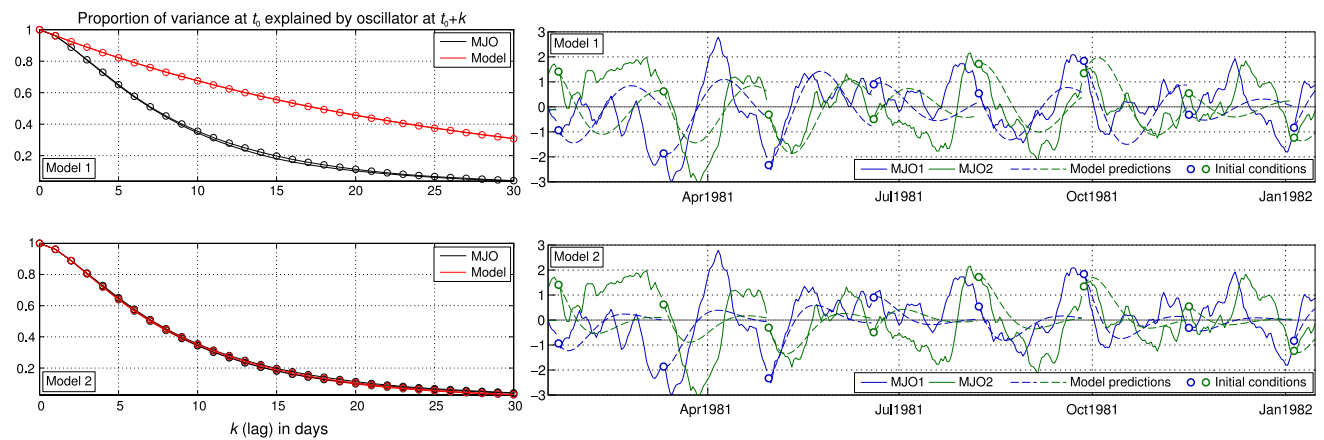 Proportion of variance at t₀ explained by oscillator at t₀+k
1
0.8
0.6
0.4
0.2
MJO
Model
Model 1
0 5 10 15 20 25 30
3
2
1
0
−1
−2
−3
Model 1
MJO1 MJO2 Model predictions Initial conditions
Apr1981 Jul1981 Oct1981 Jan1982
1
0.8
0.6
0.4
0.2
MJO
Model
Model 2
0 5 10 15 20 25 30
k (lag) in days
3
2
1
0
−1
−2
−3
Model 2
MJO1 MJO2 Model predictions Initial conditions
Apr1981 Jul1981 Oct1981 Jan1982